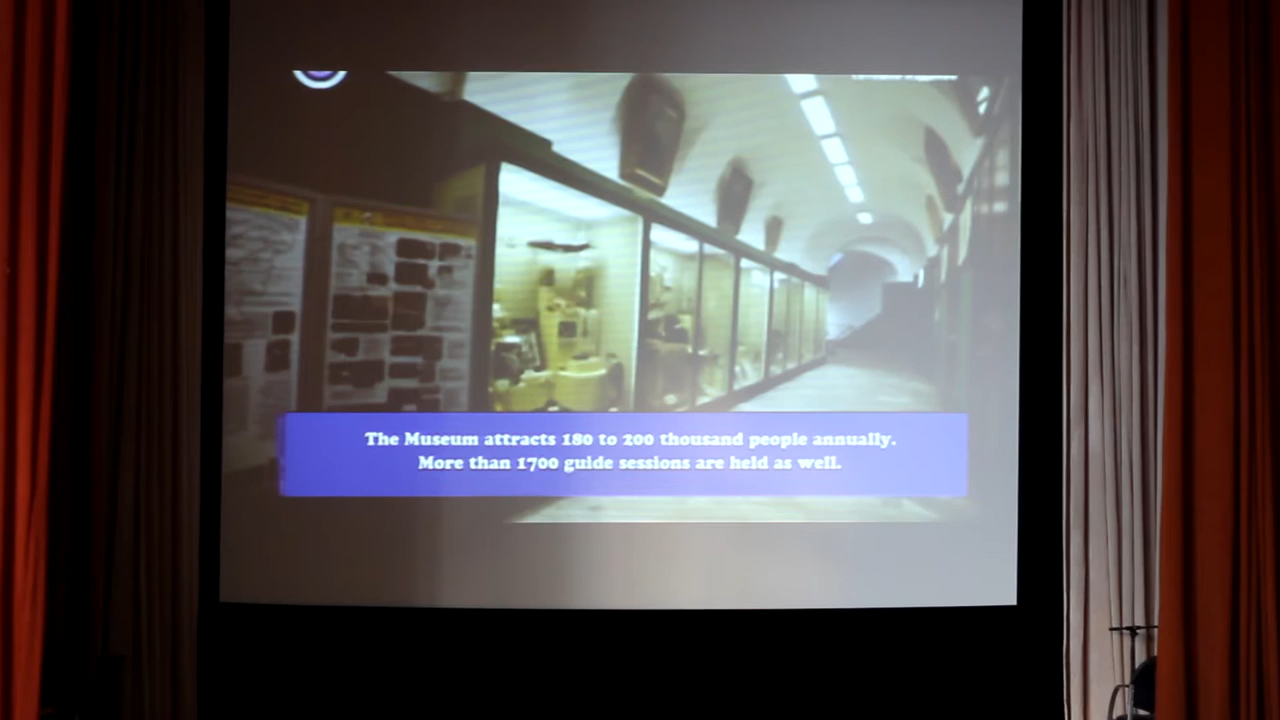 The Museum attracts 180 to 200 thousand people annually.
More than 1700 guide sessions are held as well.